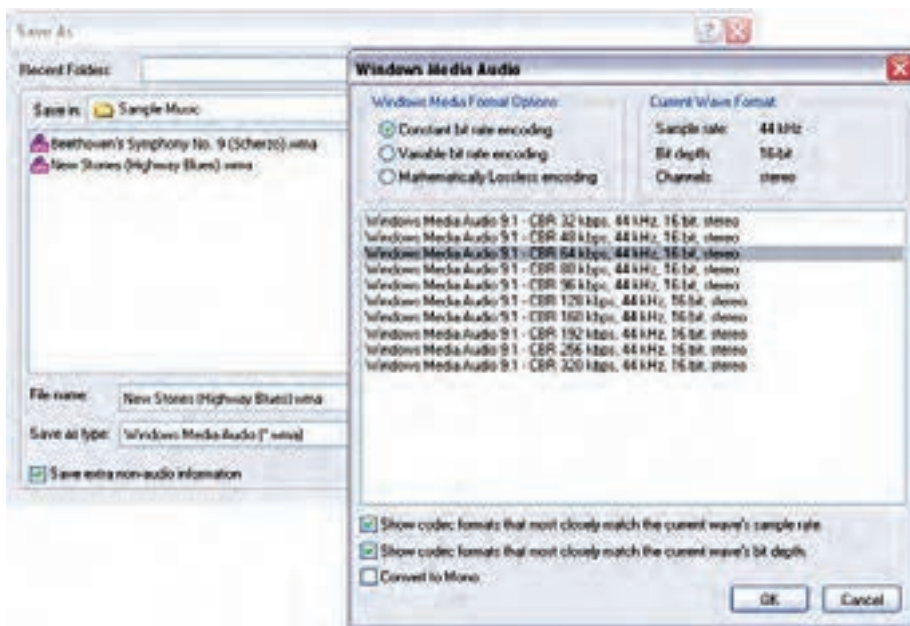 Save As
Recent Folders:
Save in: Sample Music
Beethoven's Symphony No. 9 (Scherzo).wma
New Stories (Highway Blues).wma
File name: New Stories (Highway Blues).wma
Save as type: Windows Media Audio (*.wma)
Save extra non-audio information
Windows Media Audio
Windows Media Format Options
Constant bit rate encoding
Variable bit rate encoding
Mathematically Lossless encoding
Current Wave Format:
Sample rate: 44 kHz
Bit depth: 16-bit
Channels: stereo
Windows Media Audio 9.1 - CBR 32 kbps, 44 kHz, 16 bit, stereo
Windows Media Audio 9.1 - CBR 48 kbps, 44 kHz, 16 bit, stereo
Windows Media Audio 9.1 - CBR 64 kbps, 44 kHz, 16 bit, stereo
Windows Media Audio 9.1 - CBR 80 kbps, 44 kHz, 16 bit, stereo
Windows Media Audio 9.1 - CBR 96 kbps, 44 kHz, 16 bit, stereo
Windows Media Audio 9.1 - CBR 128 kbps, 44 kHz, 16 bit, stereo
Windows Media Audio 9.1 - CBR 160 kbps, 44 kHz, 16 bit, stereo
Windows Media Audio 9.1 - CBR 192 kbps, 44 kHz, 16 bit, stereo
Windows Media Audio 9.1 - CBR 256 kbps, 44 kHz, 16 bit, stereo
Windows Media Audio 9.1 - CBR 320 kbps, 44 kHz, 16 bit, stereo
Show codec formats that most closely match the current wave's sample rate
Show codec formats that most closely match the current wave's bit depth
Convert to Mono
OK
Cancel